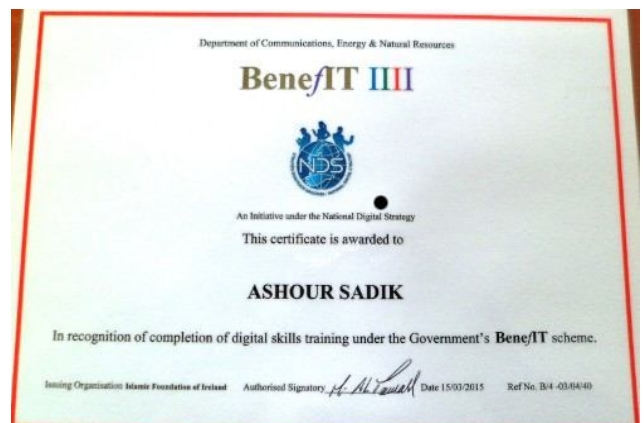 Department of Communications, Energy & Natural Resources
BenefIT IIII
NDS
An Initiative under the National Digital Strategy
This certificate is awarded to
ASHOUR SADIK
In recognition of completion of digital skills training under the Government's BenefIT scheme.
Issuing Organisation Islamic Foundation of Ireland Authorised Signatory Date 15/03/2015 Ref No. B/4 -03/04/40